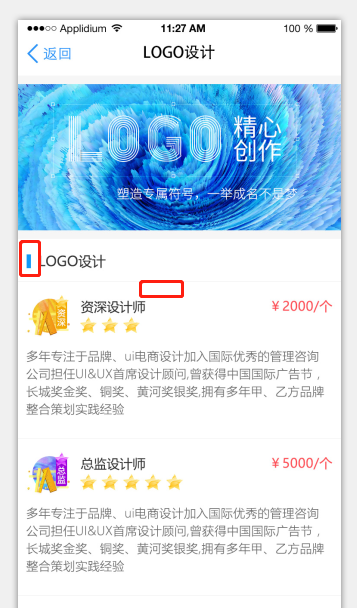 Applidium 11:27 AM 100 %
返回 LOGO设计
LOGO 精心
创作
塑造专属符号，一举成名不是梦
LOGO设计
资深设计师 ¥2000/个
资深
多年专注于品牌、ui电商设计加入国际优秀的管理咨询
公司担任UI&UX首席设计顾问,曾获得中国国际广告节，
长城奖金奖、铜奖、黄河奖银奖,拥有多年甲、乙方品牌
整合策划实践经验
总监设计师 ¥5000/个
总监
多年专注于品牌、ui电商设计加入国际优秀的管理咨询
公司担任UI&UX首席设计顾问,曾获得中国国际广告节，
长城奖金奖、铜奖、黄河奖银奖,拥有多年甲、乙方品牌
整合策划实践经验